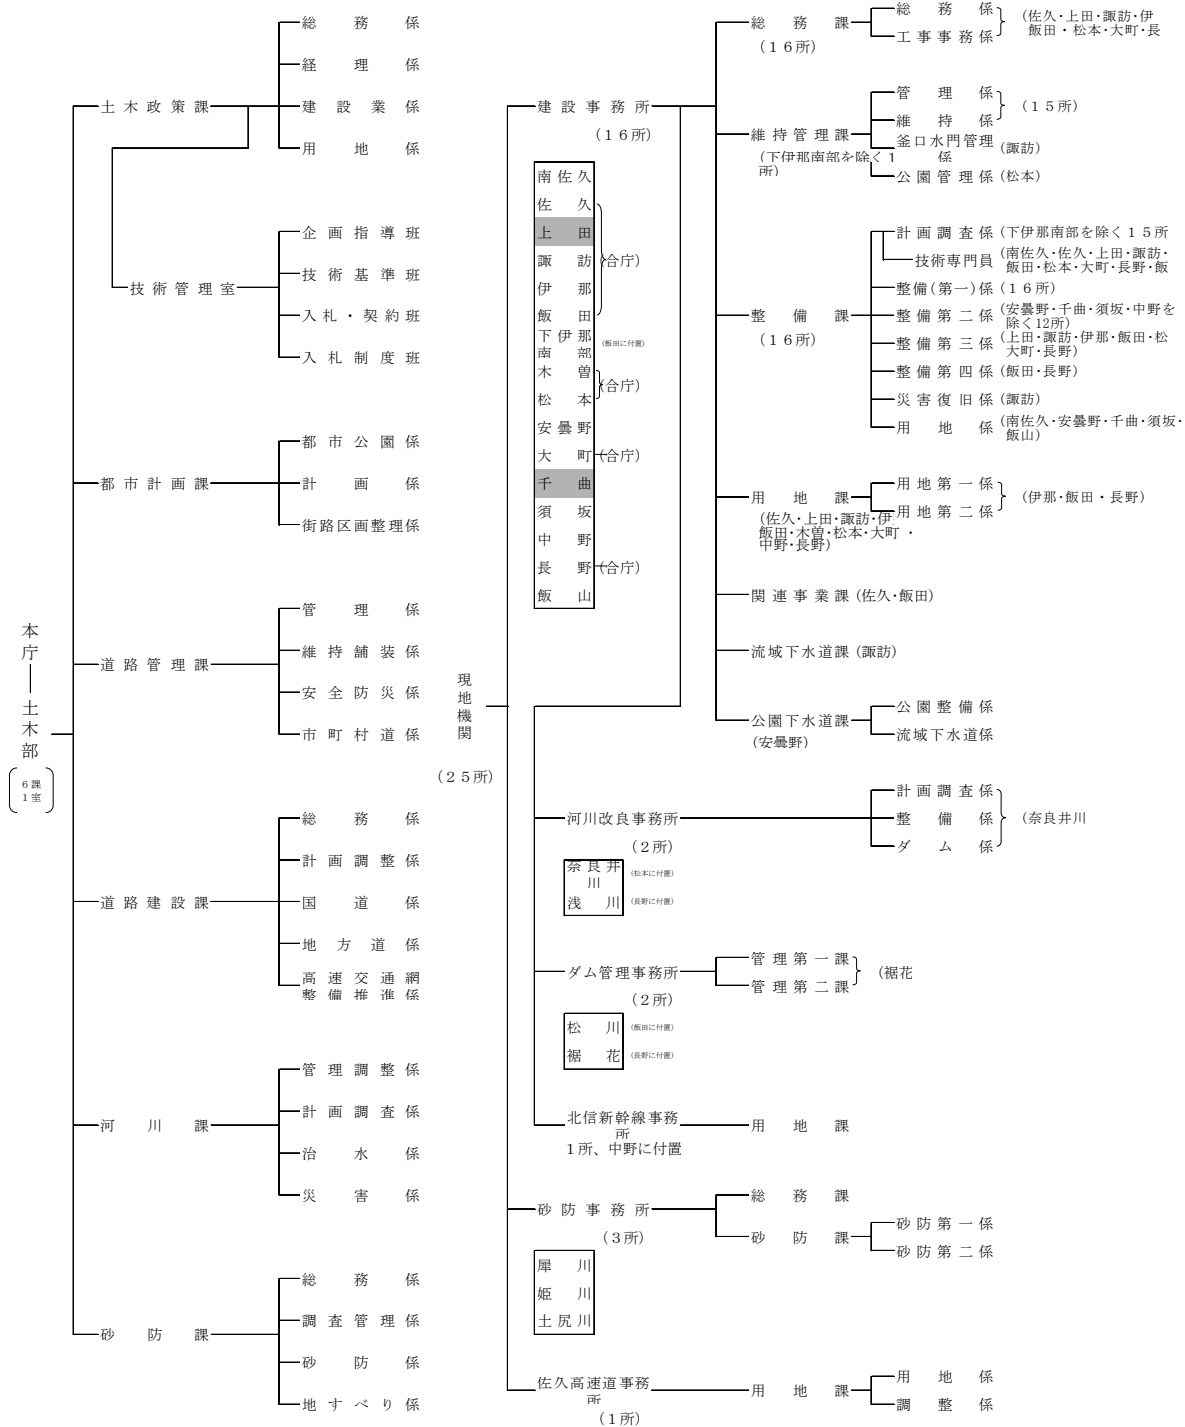 本庁
土木部
6課
1室
土木政策課
総務係
経理係
建設業係
用地係
技術管理室
企画指導班
技術基準班
入札・契約班
入札制度班
都市計画課
都市公園係
計画係
街路区画整理係
道路管理課
管理係
維持舗装係
安全防災係
市町村道係
道路建設課
総務係
計画調整係
国道係
地方道係
高速交通網
整備推進係
河川課
管理調整係
計画調査係
治水係
災害係
砂防課
総務係
調査管理係
砂防係
地すべり係
現地機関
(25所)
建設事務所
(16所)
南佐久
佐久
上田
諏訪
(合庁)
伊那
飯田
下伊那
南部
(飯田に付置)
木曽
(合庁)
松本
安曇野
大町
(合庁)
千曲
須坂
中野
長野
(合庁)
飯山
総務課
(16所)
総務係
工事事務係
(佐久・上田・諏訪・伊
飯田・松本・大町・長
維持管理課
(下伊那南部を除く1
所)
管理係
維持係
(15所)
釜口水門管理
係
(諏訪)
公園管理係(松本)
整備課
(16所)
計画調査係(下伊那南部を除く15所
技術専門員
(南佐久・佐久・上田・諏訪・
飯田・松本・大町・長野・飯
整備(第一)係(16所)
整備第二係
(安曇野・千曲・須坂・中野を
除く12所)
整備第三係
(上田・諏訪・伊那・飯田・松
大町・長野)
整備第四係(飯田・長野)
災害復旧係(諏訪)
用地係
(南佐久・安曇野・千曲・須坂・
飯山)
用地課
(佐久・上田・諏訪・伊
飯田・木曽・松本・大町・
中野・長野)
用地第一係
用地第二係
(伊那・飯田・長野)
関連事業課(佐久・飯田)
流域下水道課(諏訪)
公園下水道課
(安曇野)
公園整備係
流域下水道係
河川改良事務所
(2所)
奈良井
川
(松本に付置)
浅川
(長野に付置)
計画調査係
整備係
ダム係
(奈良井川
ダム管理事務所
(2所)
松川
(飯田に付置)
裾花
(長野に付置)
管理第一課
管理第二課
(裾花
北信新幹線事務
所
1所、中野に付置
用地課
砂防事務所
(3所)
犀川
姫川
土尻川
総務課
砂防課
砂防第一係
砂防第二係
佐久高速道事務
所
(1所)
用地課
用地係
調整係